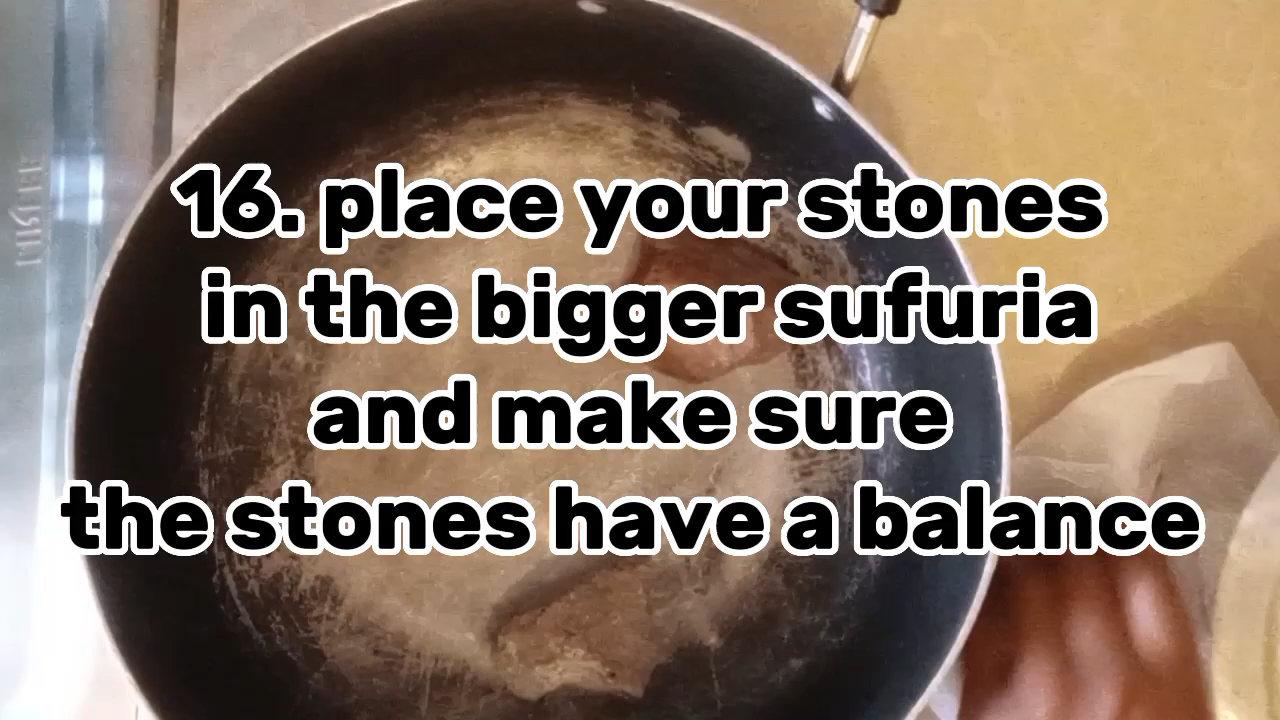 16. place your stones
in the bigger sufuria
and make sure
the stones have a balance